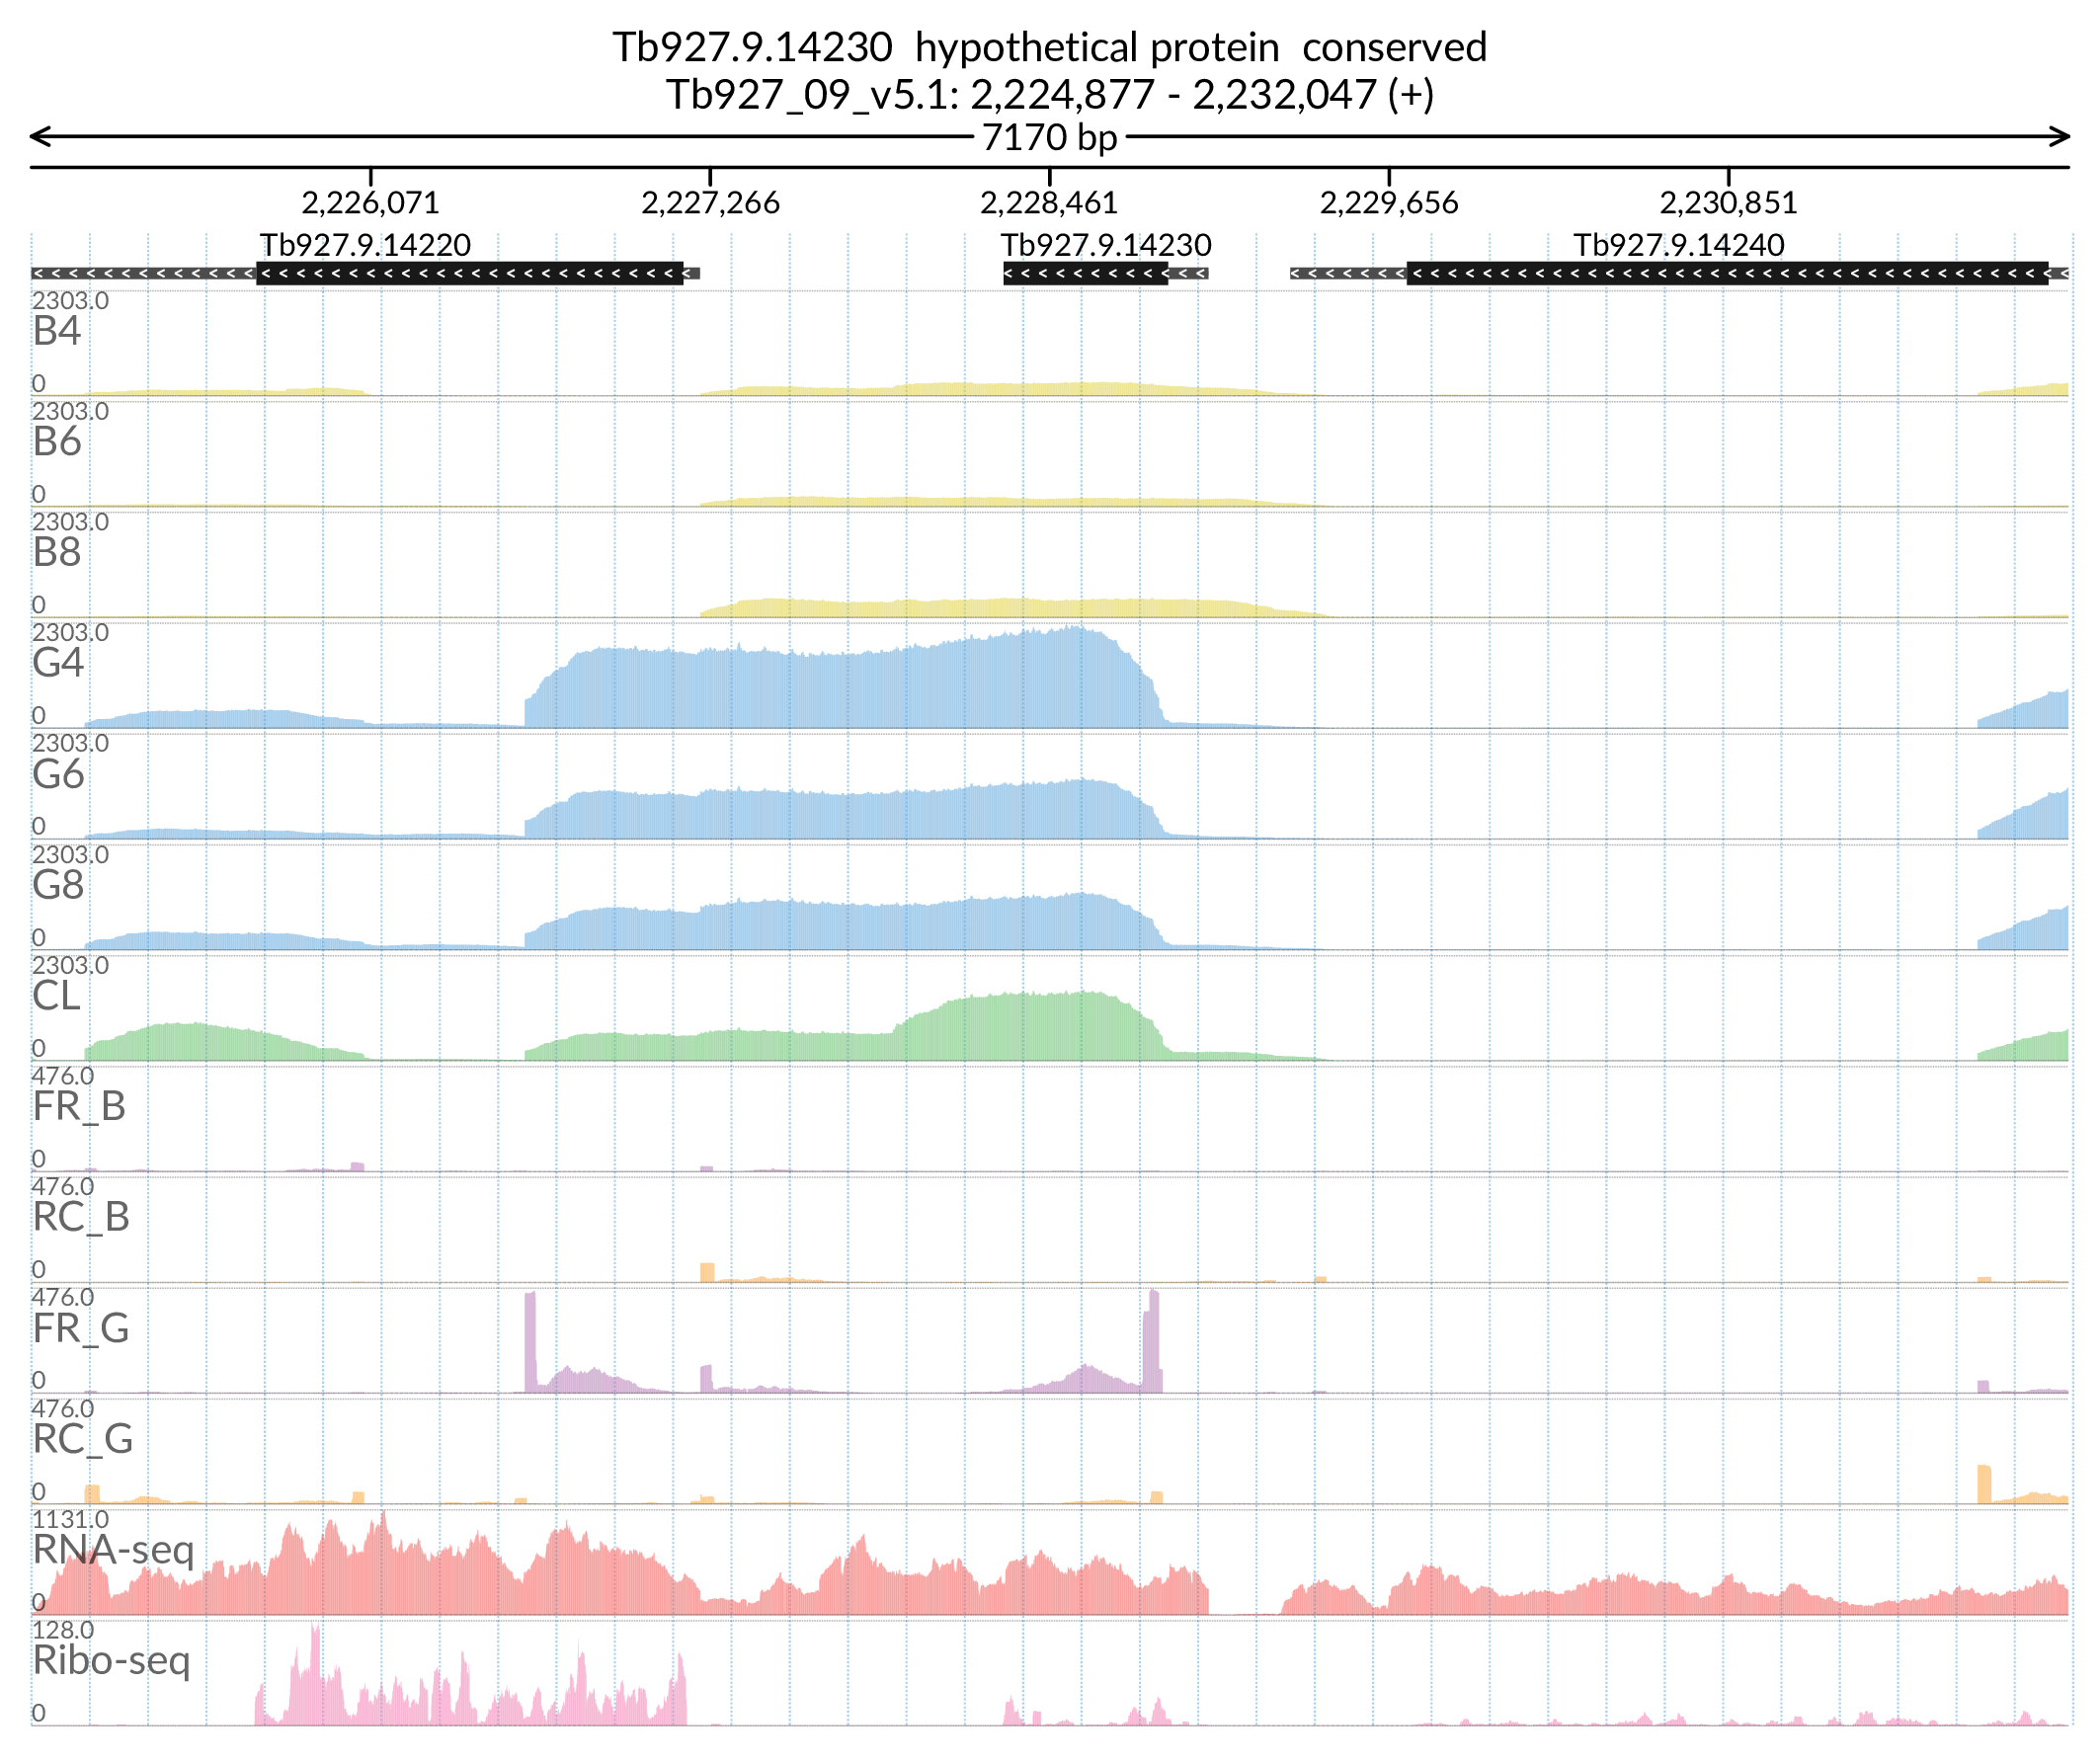 Tb927.9.14230  hypothetical protein  conserved
Tb927_09_v5.1: 2,224,877 - 2,232,047 (+)
7170 bp
2,226,071 2,227,266 2,228,461 2,229,656 2,230,851
Tb927.9.14220 Tb927.9.14230 Tb927.9.14240
2303.0
B4
0
2303.0
B6
0
2303.0
B8
0
2303.0
G4
0
2303.0
G6
0
2303.0
G8
0
2303.0
CL
0
476.0
FR_B
0
476.0
RC_B
0
476.0
FR_G
0
476.0
RC_G
0
1131.0
RNA-seq
0
128.0
Ribo-seq
0